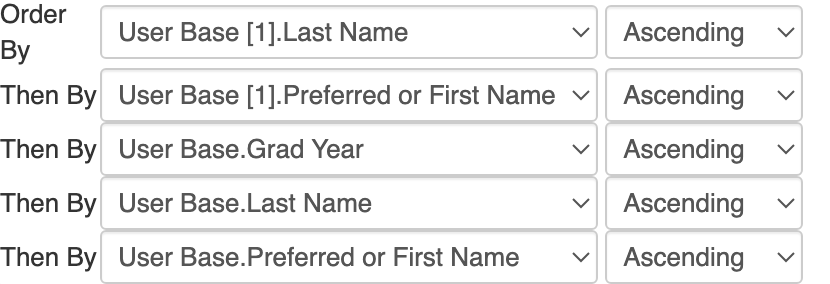 Order By User Base [1].Last Name Ascending
Then By User Base [1].Preferred or First Name Ascending
Then By User Base.Grad Year Ascending
Then By User Base.Last Name Ascending
Then By User Base.Preferred or First Name Ascending